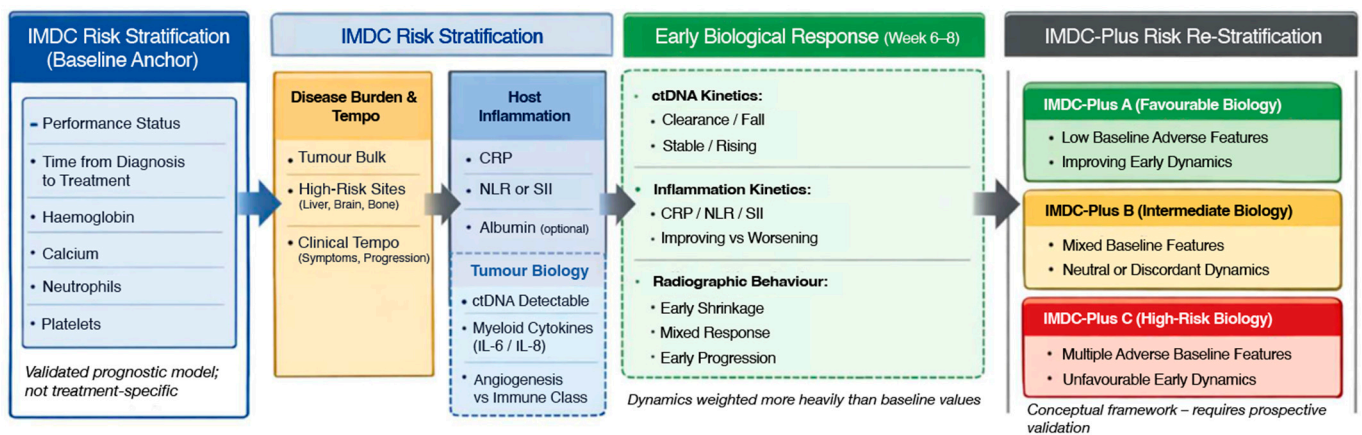 IMDC Risk Stratification
(Baseline Anchor)
- Performance Status
• Time from Diagnosis
to Treatment
• Haemoglobin
• Calcium
• Neutrophils
• Platelets
Validated prognostic model;
not treatment-specific
IMDC Risk Stratification
Disease Burden &
Tempo
• Tumour Bulk
• High-Risk Sites
(Liver, Brain, Bone)
• Clinical Tempo
(Symptoms, Progression)
Host
Inflammation
• CRP
• NLR or SII
• Albumin (optional)
Tumour Biology
• ctDNA Detectable
• Myeloid Cytokines
(IL-6 / IL-8)
• Angiogenesis
vs Immune Class
Early Biological Response (Week 6–8)
• ctDNA Kinetics:
• Clearance / Fall
• Stable / Rising
• Inflammation Kinetics:
• CRP / NLR / SII
• Improving vs Worsening
• Radiographic Behaviour:
• Early Shrinkage
• Mixed Response
• Early Progression
Dynamics weighted more heavily than baseline values
IMDC-Plus Risk Re-Stratification
IMDC-Plus A (Favourable Biology)
• Low Baseline Adverse Features
• Improving Early Dynamics
IMDC-Plus B (Intermediate Biology)
• Mixed Baseline Features
• Neutral or Discordant Dynamics
IMDC-Plus C (High-Risk Biology)
• Multiple Adverse Baseline Features
• Unfavourable Early Dynamics
Conceptual framework – requires prospective
validation